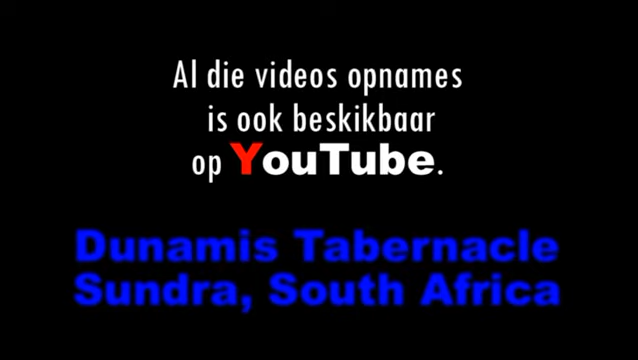 Al die videos opnames
is ook beskikbaar
op YouTube.
Dunamis Tabernacle
Sundra, South Africa